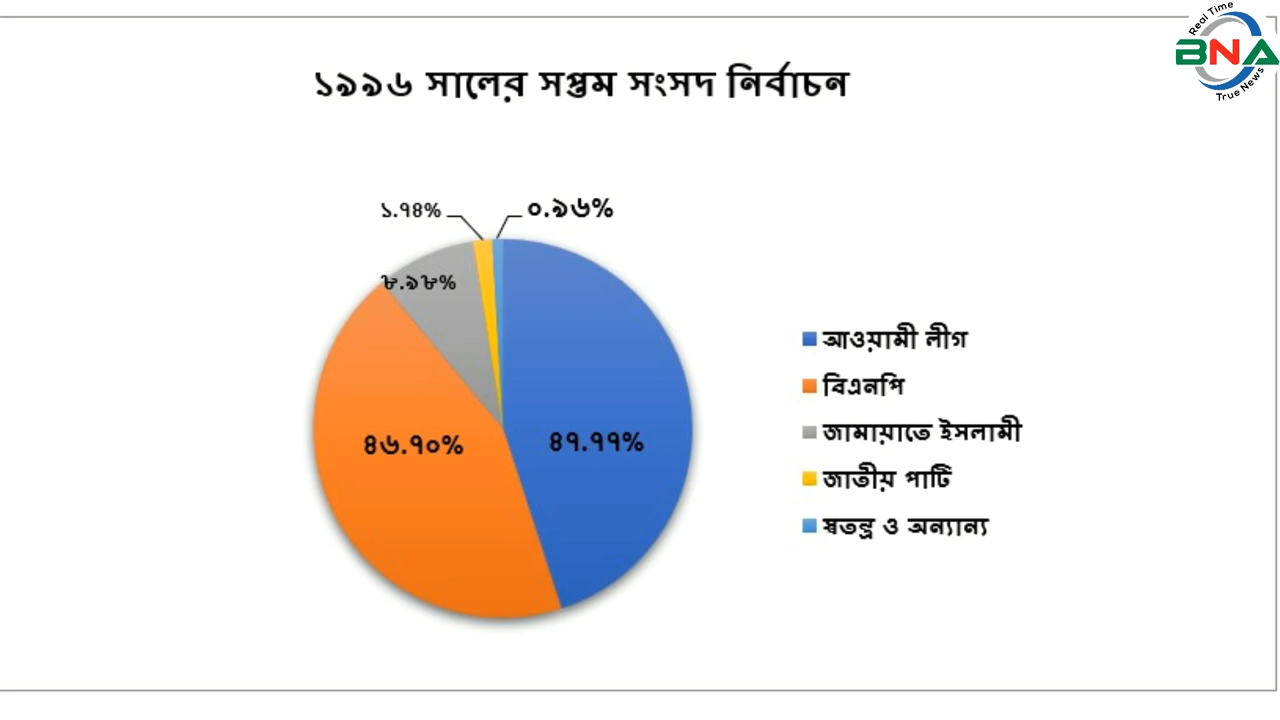 Real Time
BNA
True News
১৯৯৬ সালের সপ্তম সংসদ নির্বাচন
১.৭৪%
০.৯৬%
৮.৯৮%
৪৬.৭০%
৪৭.৭৭%
আওয়ামী লীগ
বিএনপি
জামায়াতে ইসলামী
জাতীয় পার্টি
স্বতন্ত্র ও অন্যান্য